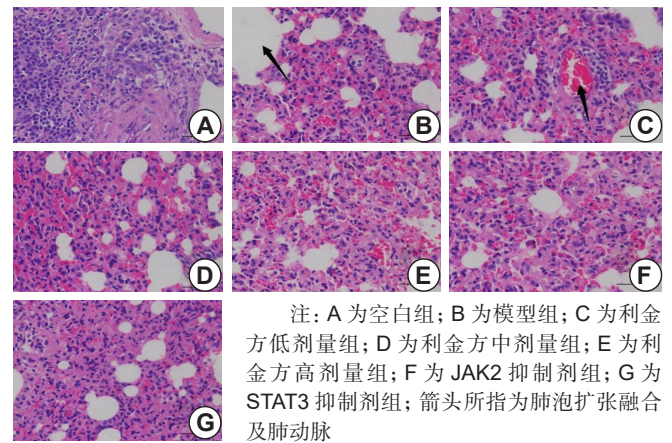 A
B
C
D
E
F
G
注：A 为空白组；B 为模型组；C 为利金
方低剂量组；D 为利金方中剂量组；E 为利
金方高剂量组；F 为 JAK2 抑制剂组；G 为
STAT3 抑制剂组；箭头所指为肺泡扩张融合
及肺动脉